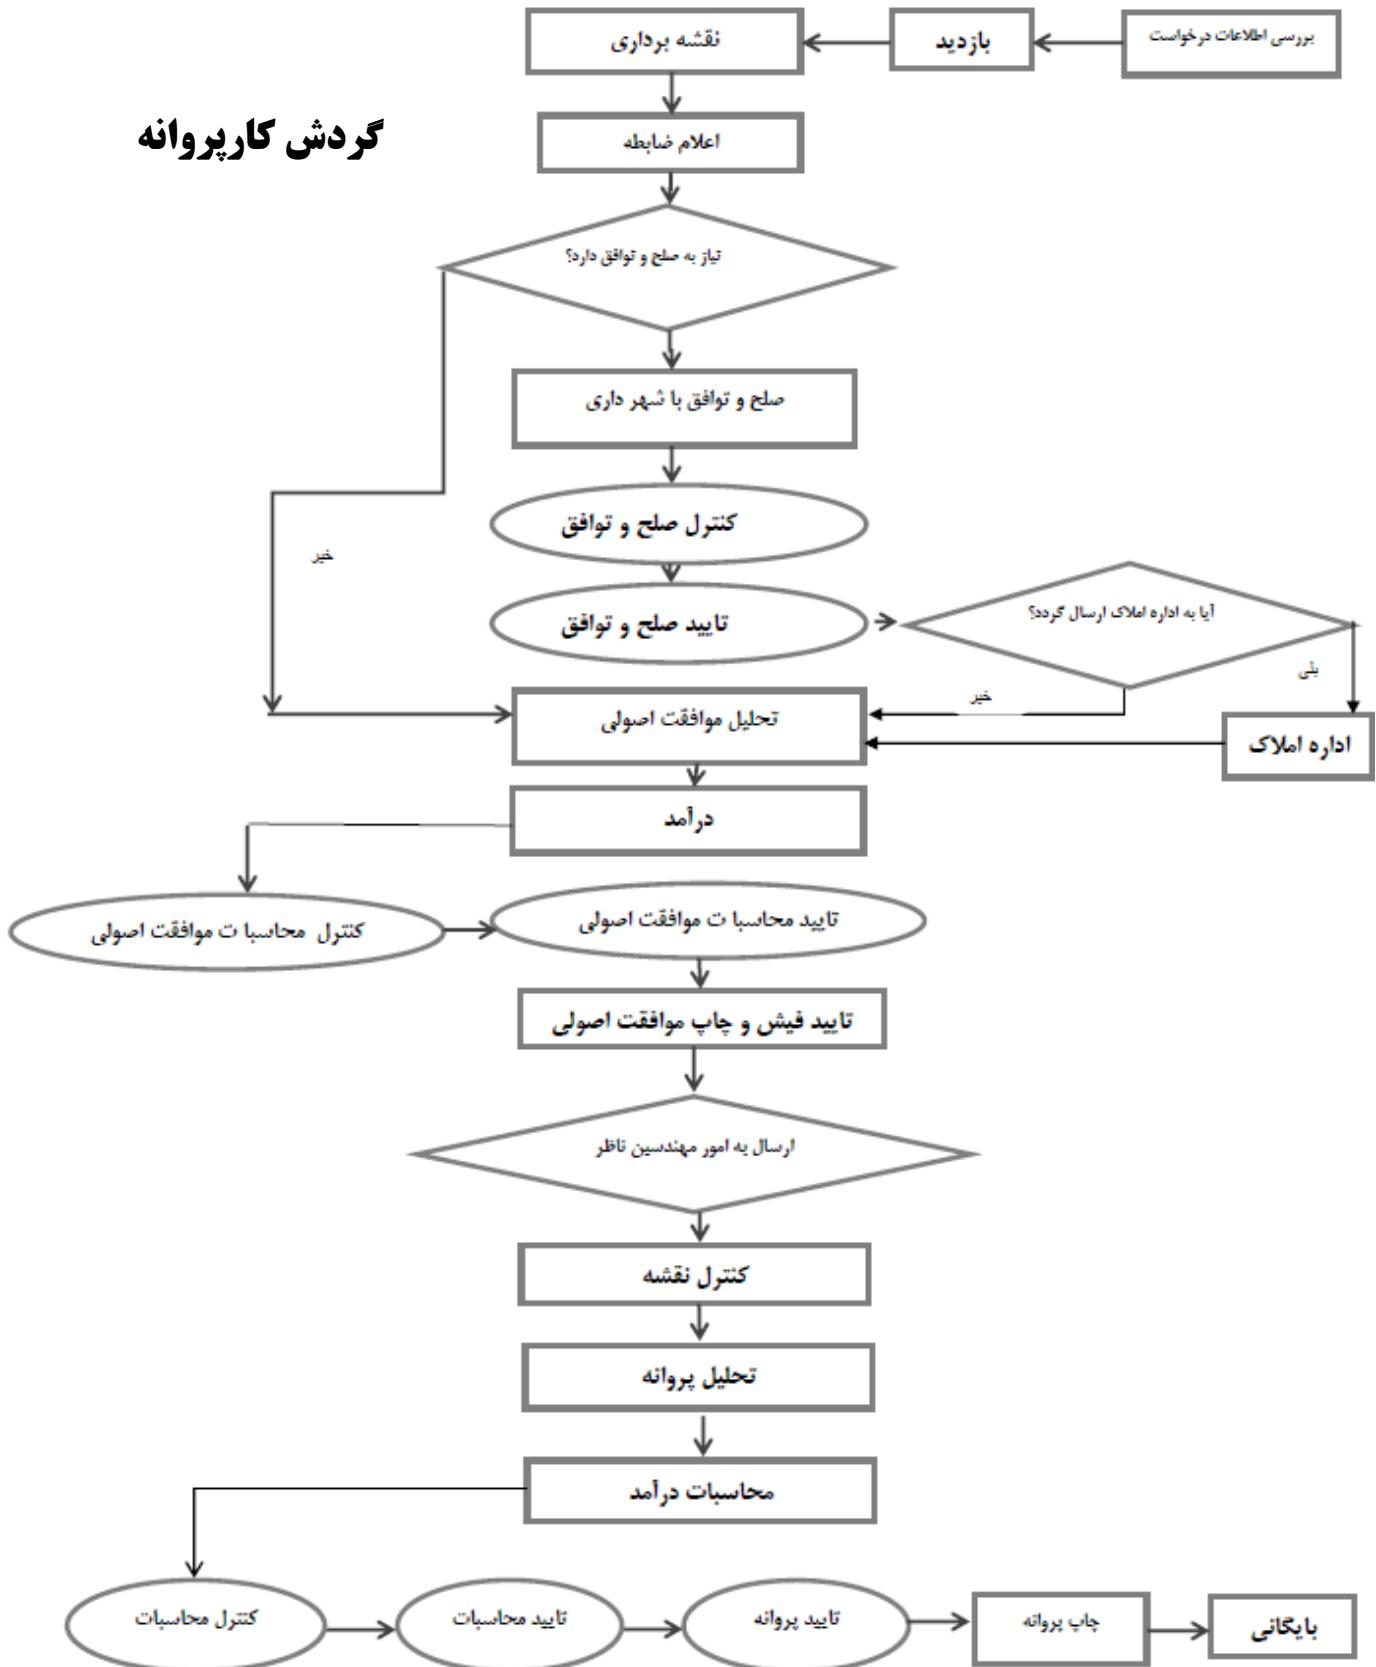 بررسی اطلاعات درخواست
بازدید
نقشه برداری
گردش کارپروانه
اعلام ضابطه
نیاز به صلح و توافق دارد؟
صلح و توافق با شهر داری
کنترل صلح و توافق
خیر
تایید صلح و توافق
آیا به اداره املاک ارسال گردد؟
بلی
خیر
تحلیل موافقت اصولی
اداره املاک
درآمد
کنترل محاسبا ت موافقت اصولی
تایید محاسبا ت موافقت اصولی
تایید فیش و چاپ موافقت اصولی
ارسال به امور مهندسین ناظر
کنترل نقشه
تحلیل پروانه
محاسبات درآمد
کنترل محاسبات
تایید محاسبات
تایید پروانه
چاپ پروانه
بایگانی